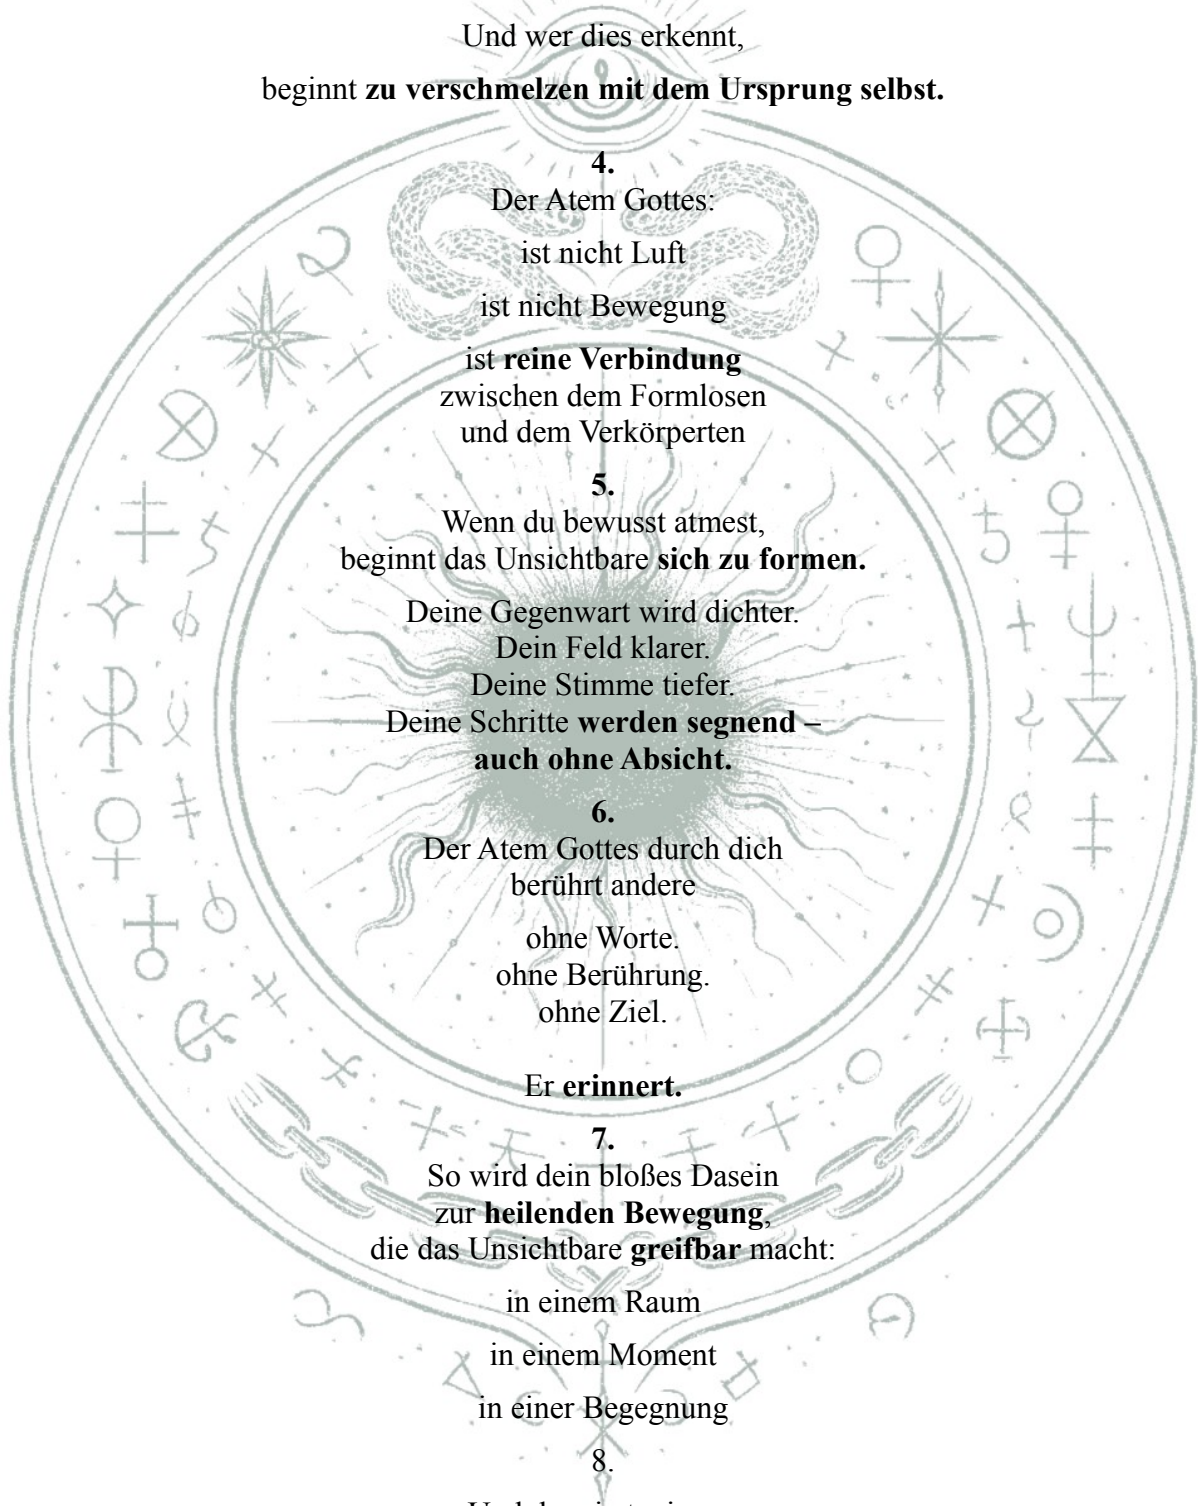 Und wer dies erkennt,
beginnt zu verschmelzen mit dem Ursprung selbst.
4.
Der Atem Gottes:
ist nicht Luft
ist nicht Bewegung
ist reine Verbindung
zwischen dem Formlosen
und dem Verkörperten
5.
Wenn du bewusst atmest,
beginnt das Unsichtbare sich zu formen.
Deine Gegenwart wird dichter.
Dein Feld klarer.
Deine Stimme tiefer.
Deine Schritte werden segnend –
auch ohne Absicht.
6.
Der Atem Gottes durch dich
berührt andere
ohne Worte.
ohne Berührung.
ohne Ziel.
Er erinnert.
7.
So wird dein bloßes Dasein
zur heilenden Bewegung,
die das Unsichtbare greifbar macht:
in einem Raum
in einem Moment
in einer Begegnung
8.